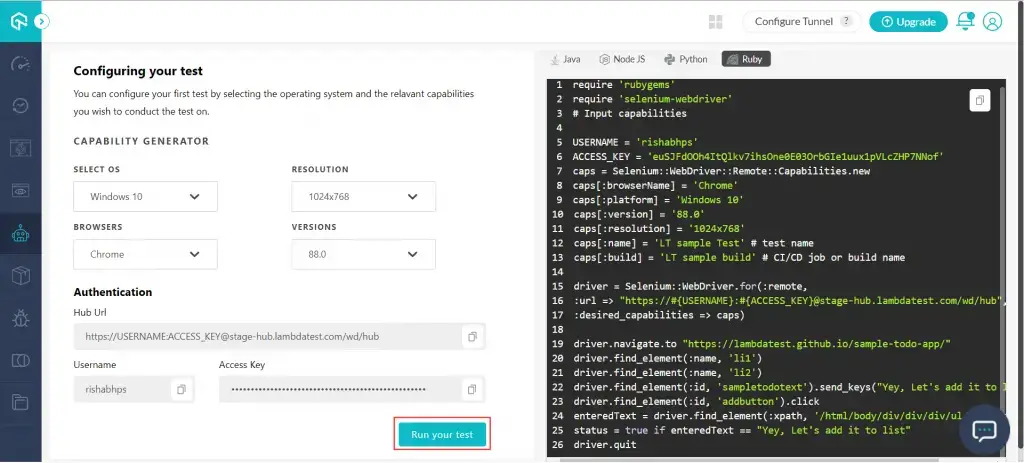 Configure Tunnel ?
Upgrade
Configuring your test
You can configure your first test by selecting the operating system and the relavant capabilities
you wish to conduct the test on.
CAPABILITY GENERATOR
SELECT OS
RESOLUTION
Windows 10
1024x768
BROWSERS
VERSIONS
Chrome
88.0
Authentication
Hub Url
https://USERNAME:ACCESS_KEY@stage-hub.lambdatest.com/wd/hub
Username
Access Key
rishabhps
••••••••••••••••••••••••••••••••••••••••••••••••••
Run your test
Java
Node JS
Python
Ruby
1 require 'rubygems'
2 require 'selenium-webdriver'
3 # Input capabilities
4
5 USERNAME = 'rishabhps'
6 ACCESS_KEY = 'euSJFdOOh4ItQlkv7ihsOne0E03OrbGIe1uux1pVLcZHP7NNof'
7 caps = Selenium::WebDriver::Remote::Capabilities.new
8 caps[:browserName] = 'Chrome'
9 caps[:platform] = 'Windows 10'
10 caps[:version] = '88.0'
11 caps[:resolution] = '1024x768'
12 caps[:name] = 'LT sample Test' # test name
13 caps[:build] = 'LT sample build' # CI/CD job or build name
14
15 driver = Selenium::WebDriver.for(:remote,
16 :url => "https://#{USERNAME}:#{ACCESS_KEY}@stage-hub.lambdatest.com/wd/hub",
17 :desired_capabilities => caps)
18
19 driver.navigate.to "https://lambdatest.github.io/sample-todo-app/"
20 driver.find_element(:name, 'li1')
21 driver.find_element(:name, 'li2')
22 driver.find_element(:id, 'sampletodotext').send_keys("Yey, Let's add it to l
23 driver.find_element(:id, 'addbutton').click
24 enteredText = driver.find_element(:xpath, '/html/body/div/div/div/ul
25 status = true if enteredText == "Yey, Let's add it to list"
26 driver.quit